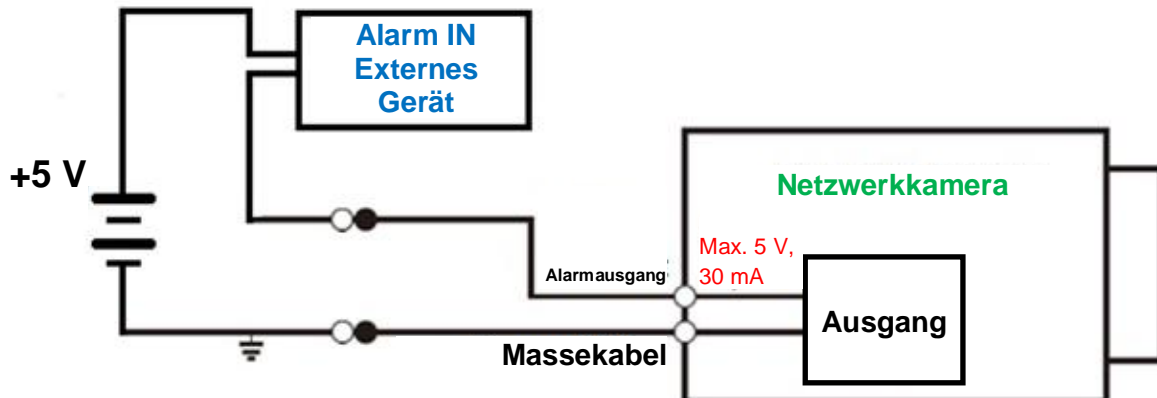 Alarm IN
Externes
Gerät
+5 V
Netzwerkkamera
Max. 5 V,
30 mA
Alarmausgang
Ausgang
Massekabel